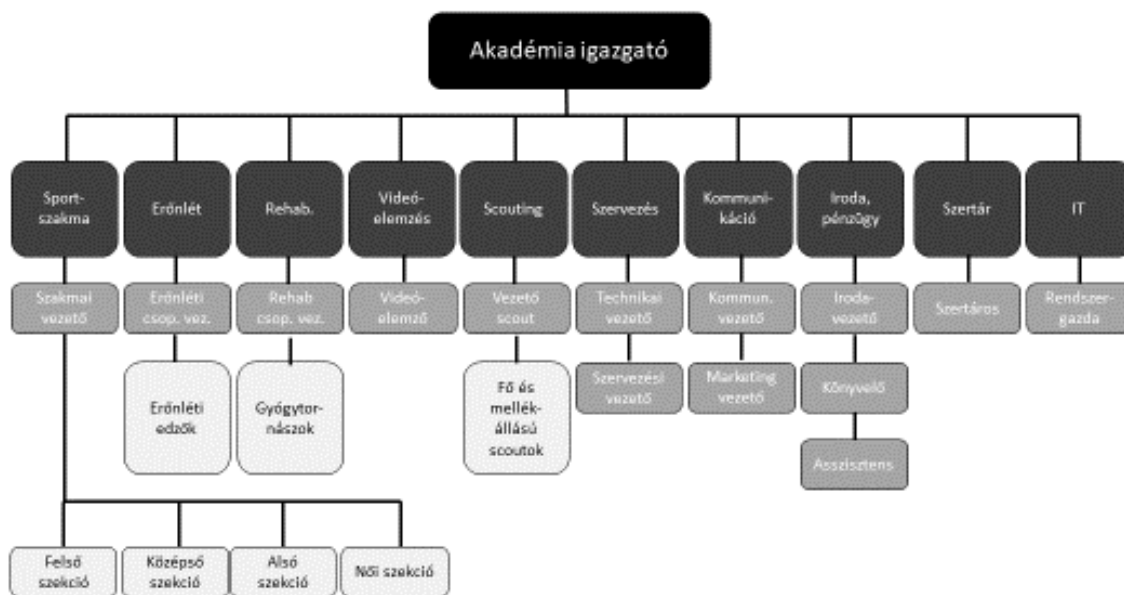 Akadémia igazgató
Sport-
szakma
Erőnlét
Rehab.
Videó-
elemzés
Scouting
Szervezés
Kommuni-
káció
Iroda,
pénzügy
Szertár
IT
Szakmai
vezető
Erőnléti
csop. vez.
Rehab
csop. vez.
Videó-
elemző
Vezető
scout
Technikai
vezető
Kommun.
vezető
Iroda-
vezető
Szertáros
Rendszer-
gazda
Erőnléti
edzők
Gyógytor-
nászok
Fő és
mellék-
állású
scoutok
Szervezési
vezető
Marketing
vezető
Könyvelő
Asszisztens
Felső
szekció
Középső
szekció
Alsó
szekció
Női szekció